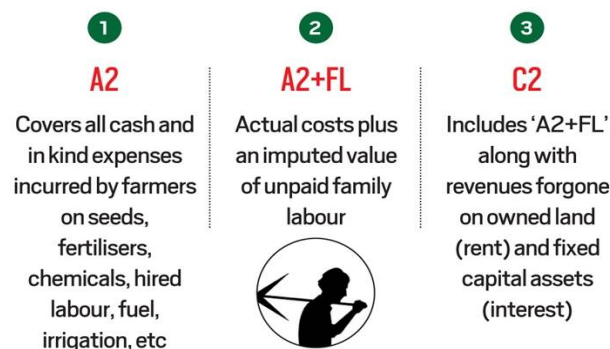 1
A2
Covers all cash and
in kind expenses
incurred by farmers
on seeds,
fertilisers,
chemicals, hired
labour, fuel,
irrigation, etc
2
A2+FL
Actual costs plus
an imputed value
of unpaid family
labour
3
C2
Includes ‘A2+FL’
along with
revenues forgone
on owned land
(rent) and fixed
capital assets
(interest)